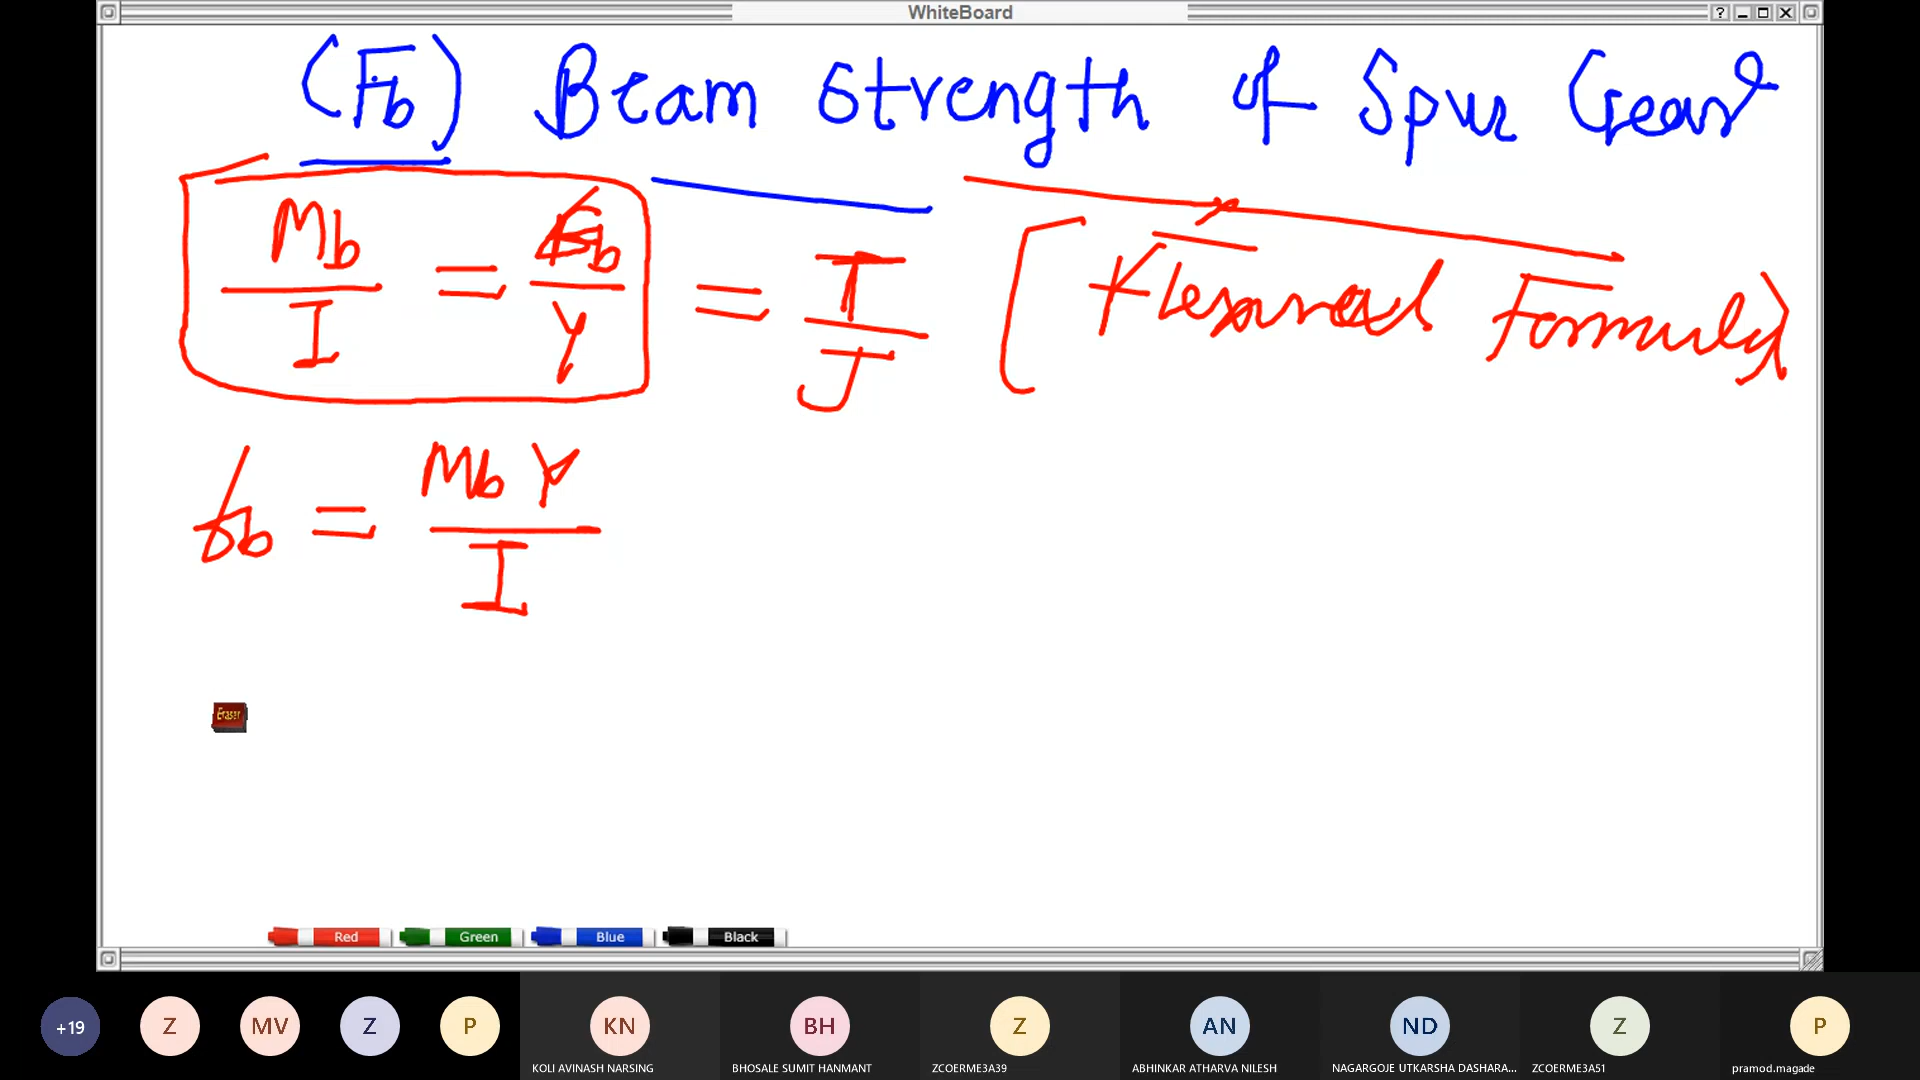 WhiteBoard
(Fb) Beam Strength of Spur Gear
Mb/I = σb/Y = T/J [Flexural Formula)
σb = Mb Y/I
Eraser
Red Green Blue Black
+19 Z MV Z P KN BH Z AN ND Z P
KOLI AVINASH NARSING BHOSALE SUMIT HANMANT ZCOERME3A39 ABHINKAR ATHARVA NILESH NAGARGOJE UTKARSHA DASHARA... ZCOERME3A51 pramod.magade